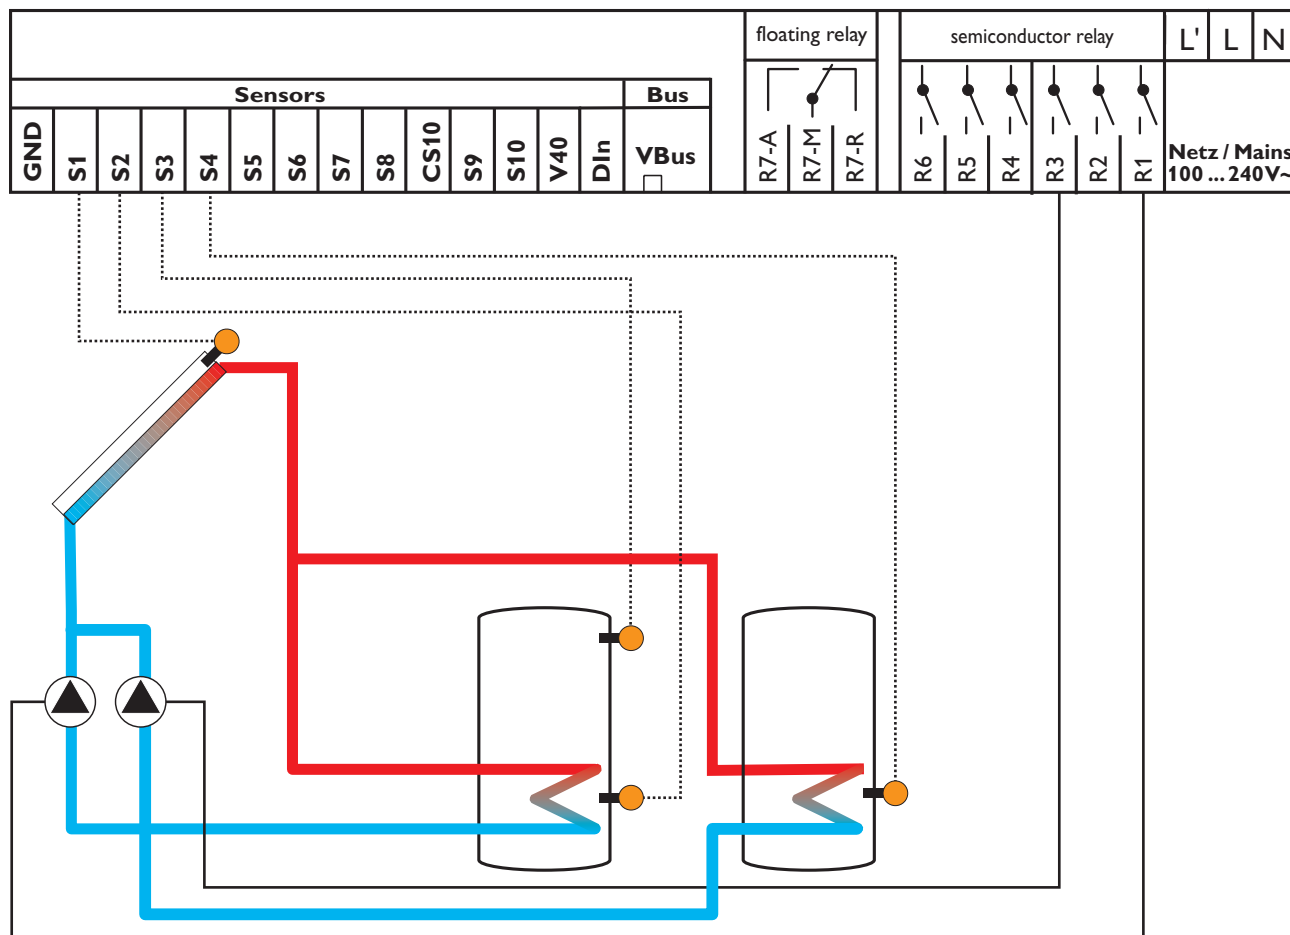 floating relay
semiconductor relay
L'
L
N
Sensors
Bus
GND
S1
S2
S3
S4
S5
S6
S7
S8
CS10
S9
S10
V40
DIn
VBus
R7-A
R7-M
R7-R
R6
R5
R4
R3
R2
R1
Netz / Mains
100 ... 240V~